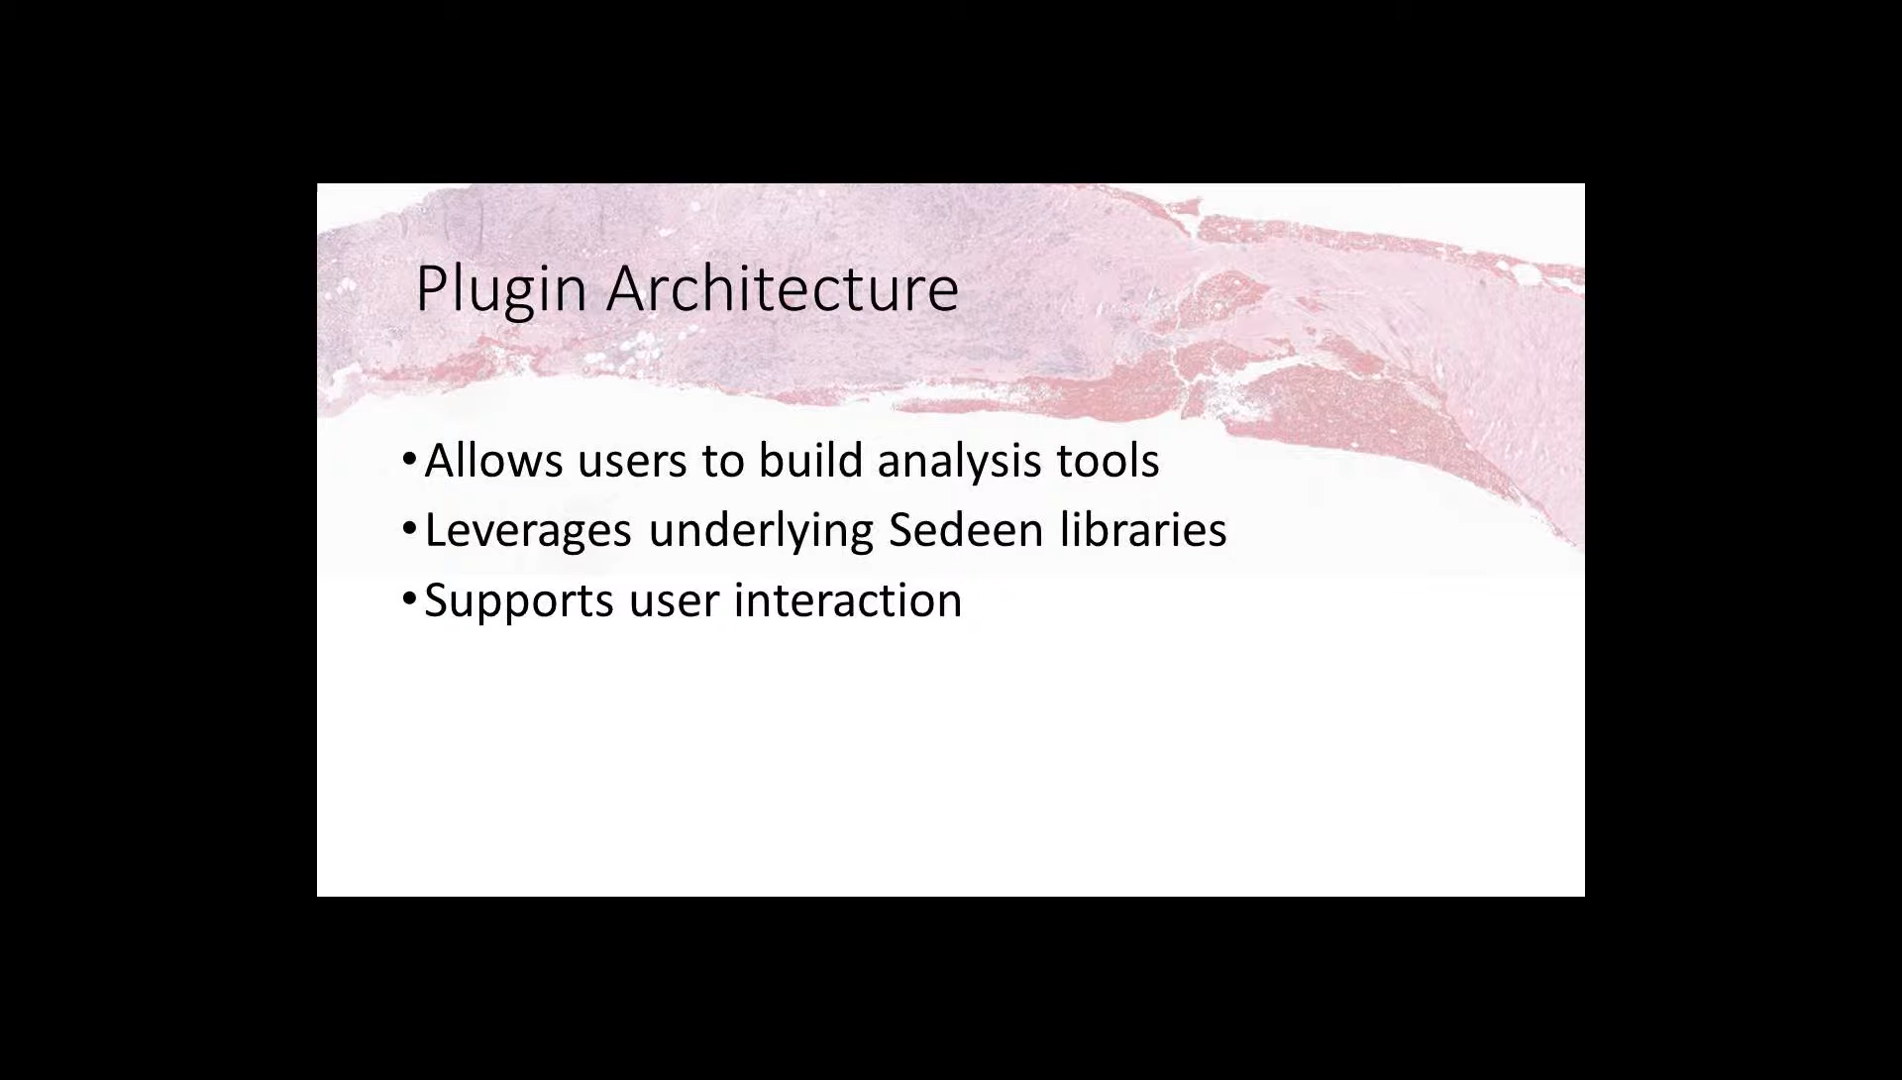 Plugin Architecture
•Allows users to build analysis tools
•Leverages underlying Sedeen libraries
•Supports user interaction